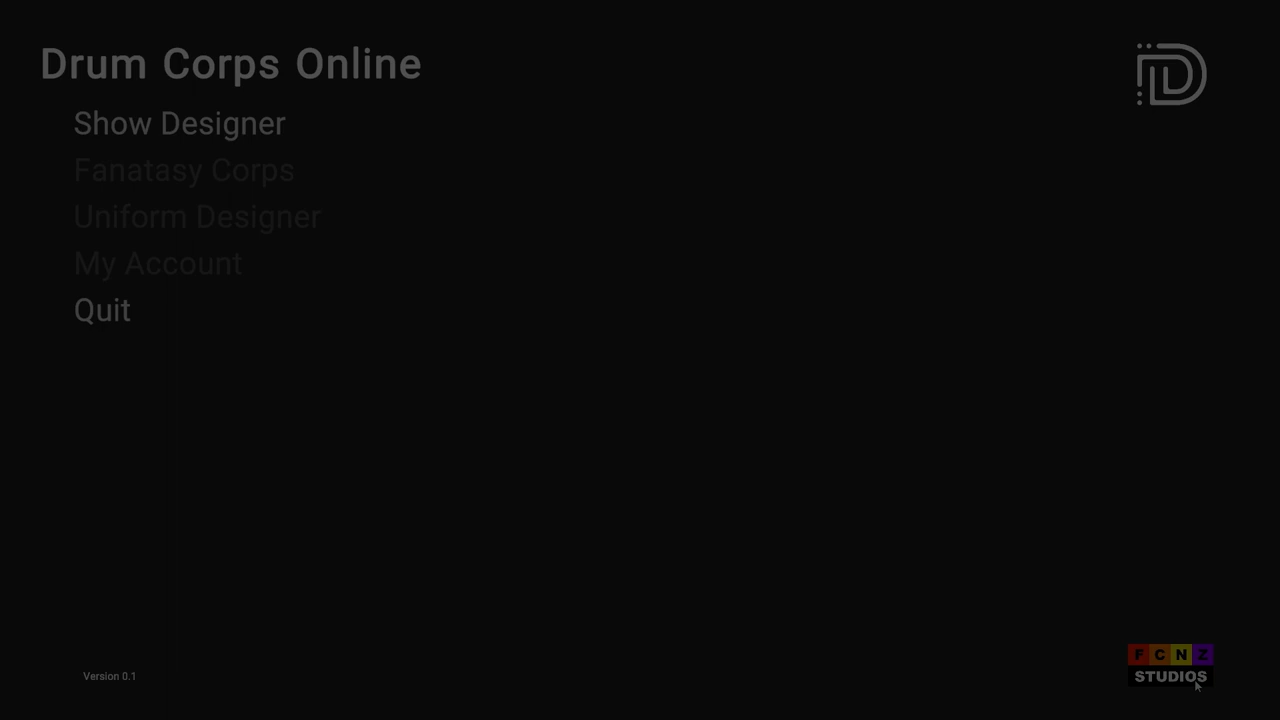 Drum Corps Online
Show Designer
Fanatasy Corps
Uniform Designer
My Account
Quit
Version 0.1
F C N Z
STUDIOS